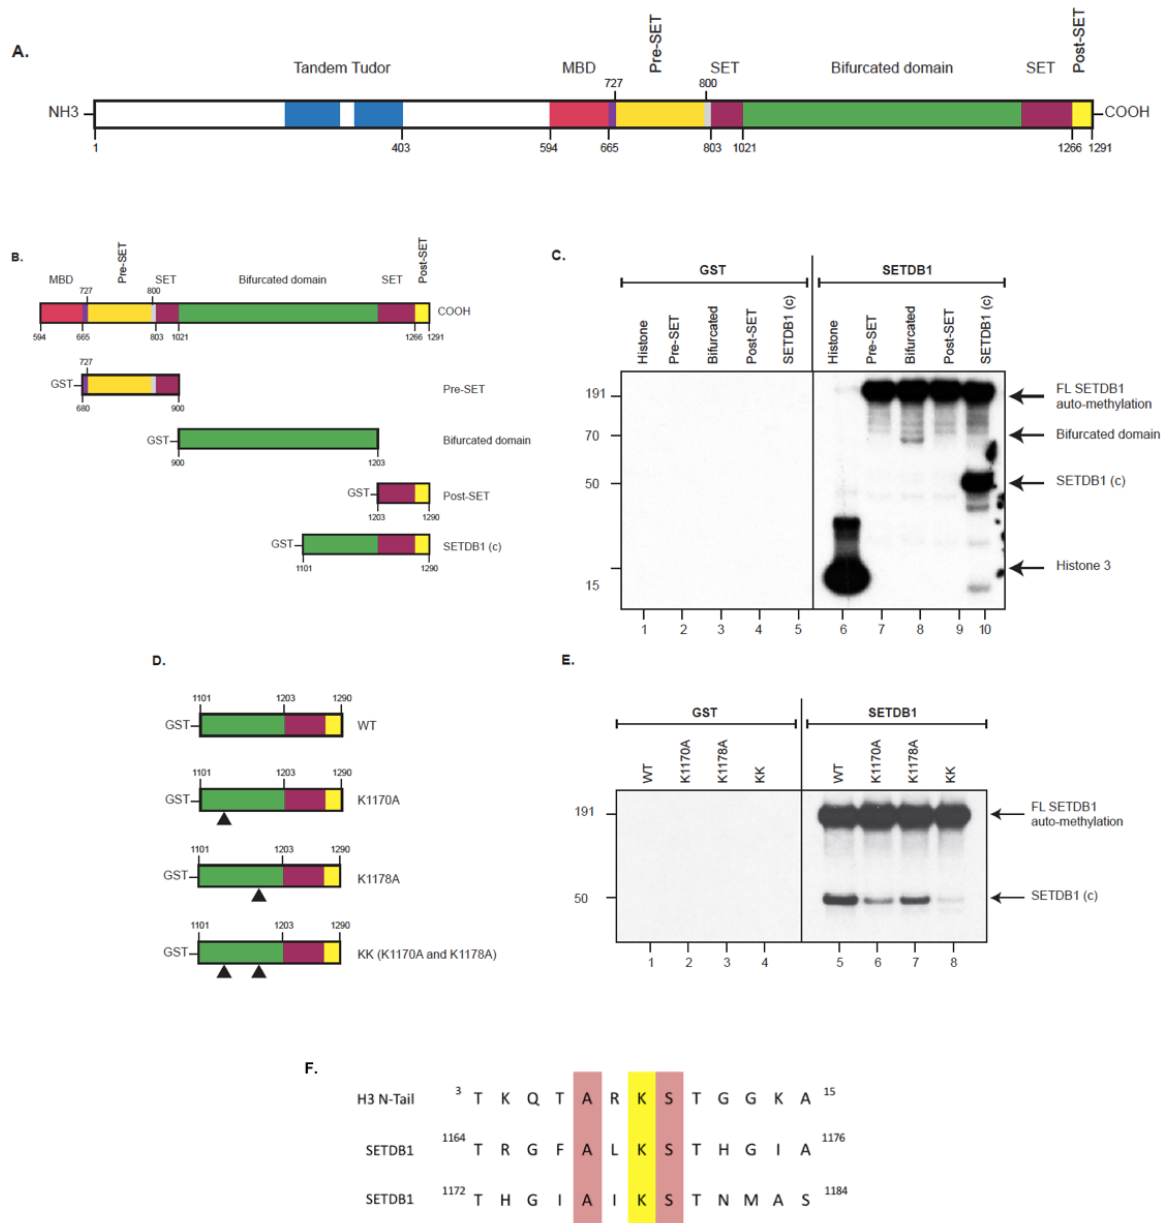 A.
Tandem Tudor
MBD
Pre-SET
SET
Bifurcated domain
SET
Post-SET
727
800
NH3
COOH
1
403
594
665
803
1021
1266
1291
B.
MBD
Pre-SET
SET
Bifurcated domain
SET
Post-SET
727
800
COOH
594
665
803
1021
1266
1291
727
GST
Pre-SET
680
900
GST
Bifurcated domain
900
1203
GST
Post-SET
1203
1290
GST
SETDB1 (c)
1101
1290
C.
GST
SETDB1
Histone
Pre-SET
Bifurcated
Post-SET
SETDB1 (c)
Histone
Pre-SET
Bifurcated
Post-SET
SETDB1 (c)
191
70
50
15
FL SETDB1
auto-methylation
Bifurcated domain
SETDB1 (c)
Histone 3
1 2 3 4 5 6 7 8 9 10
D.
1101 1203 1290
GST
WT
1101 1203 1290
GST
K1170A
1101 1203 1290
GST
K1178A
1101 1203 1290
GST
KK (K1170A and K1178A)
E.
GST
SETDB1
WT
K1170A
K1178A
KK
WT
K1170A
K1178A
KK
191
50
FL SETDB1
auto-methylation
SETDB1 (c)
1 2 3 4 5 6 7 8
F.
H3 N-Tail 3 T K Q T A R K S T G G K A 15
SETDB1 1164 T R G F A L K S T H G I A 1176
SETDB1 1172 T H G I A I K S T N M A S 1184